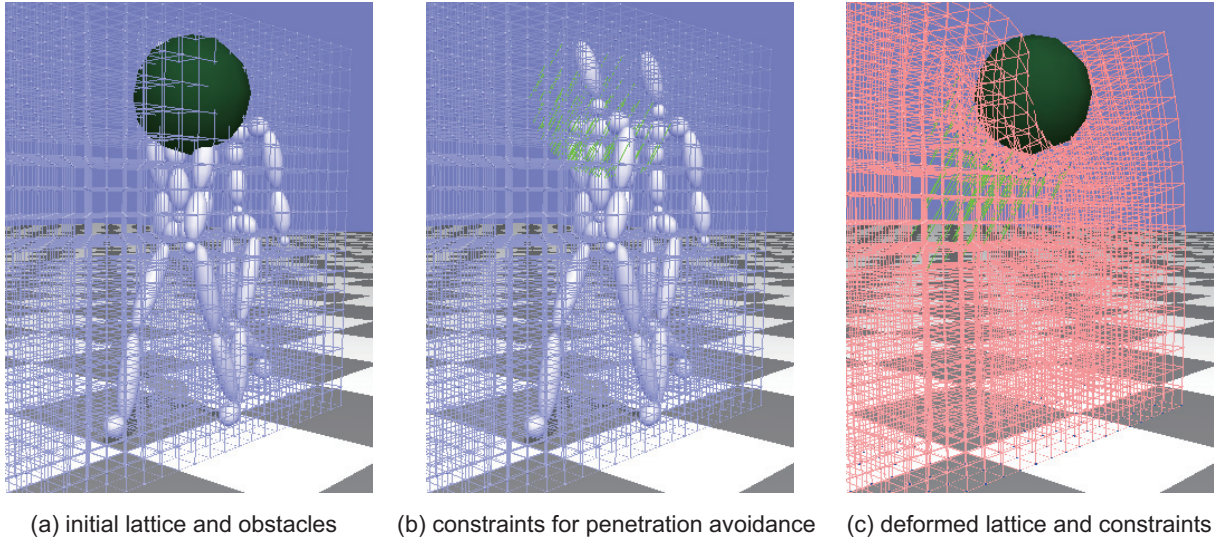 (a) initial lattice and obstacles
(b) constraints for penetration avoidance
(c) deformed lattice and constraints